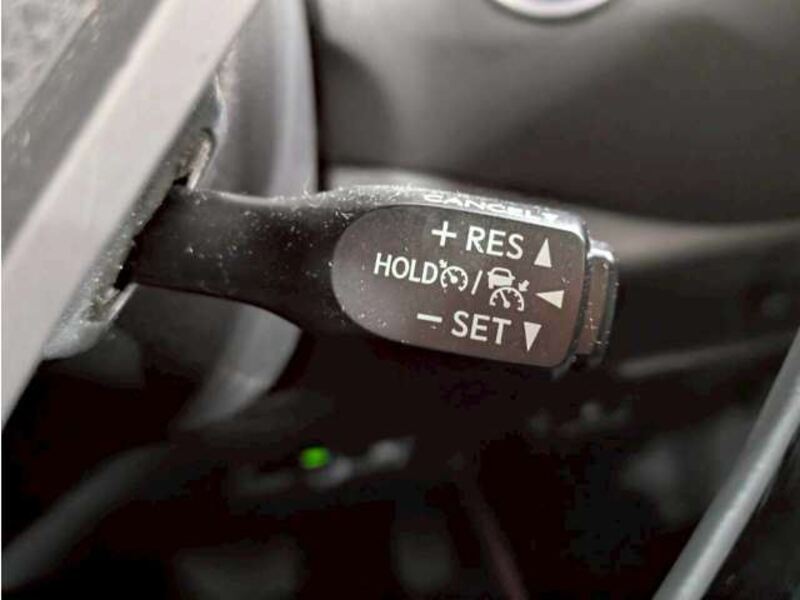 CANCEL
+ RES ▲
HOLD / ◀
− SET ▼